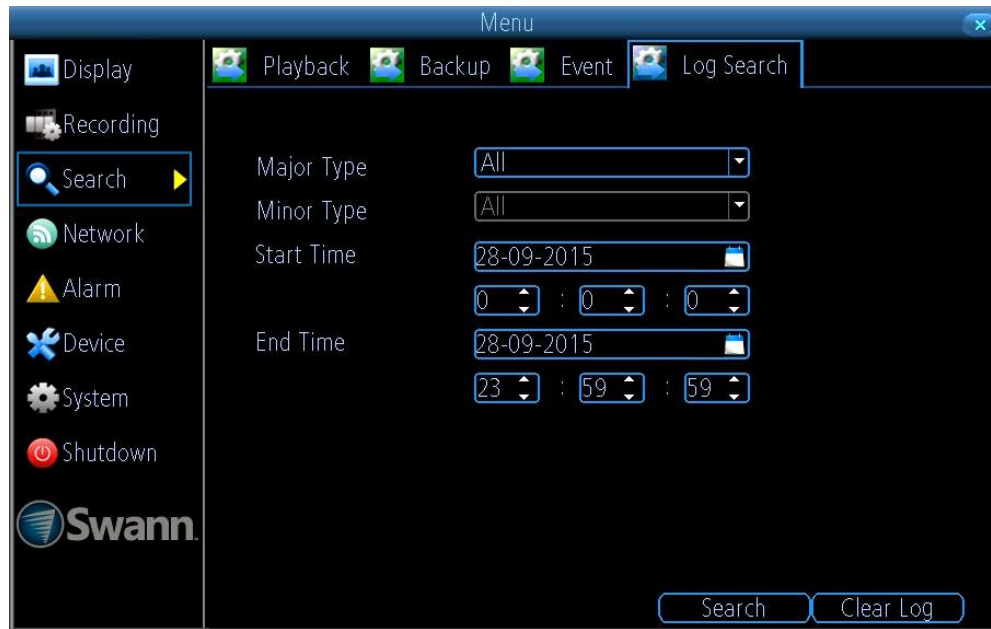 Menu
Display
Recording
Search
Network
Alarm
Device
System
Shutdown
Swann.
Playback Backup Event Log Search
Major Type All
Minor Type All
Start Time 28-09-2015
0 : 0 : 0
End Time 28-09-2015
23 : 59 : 59
Search Clear Log